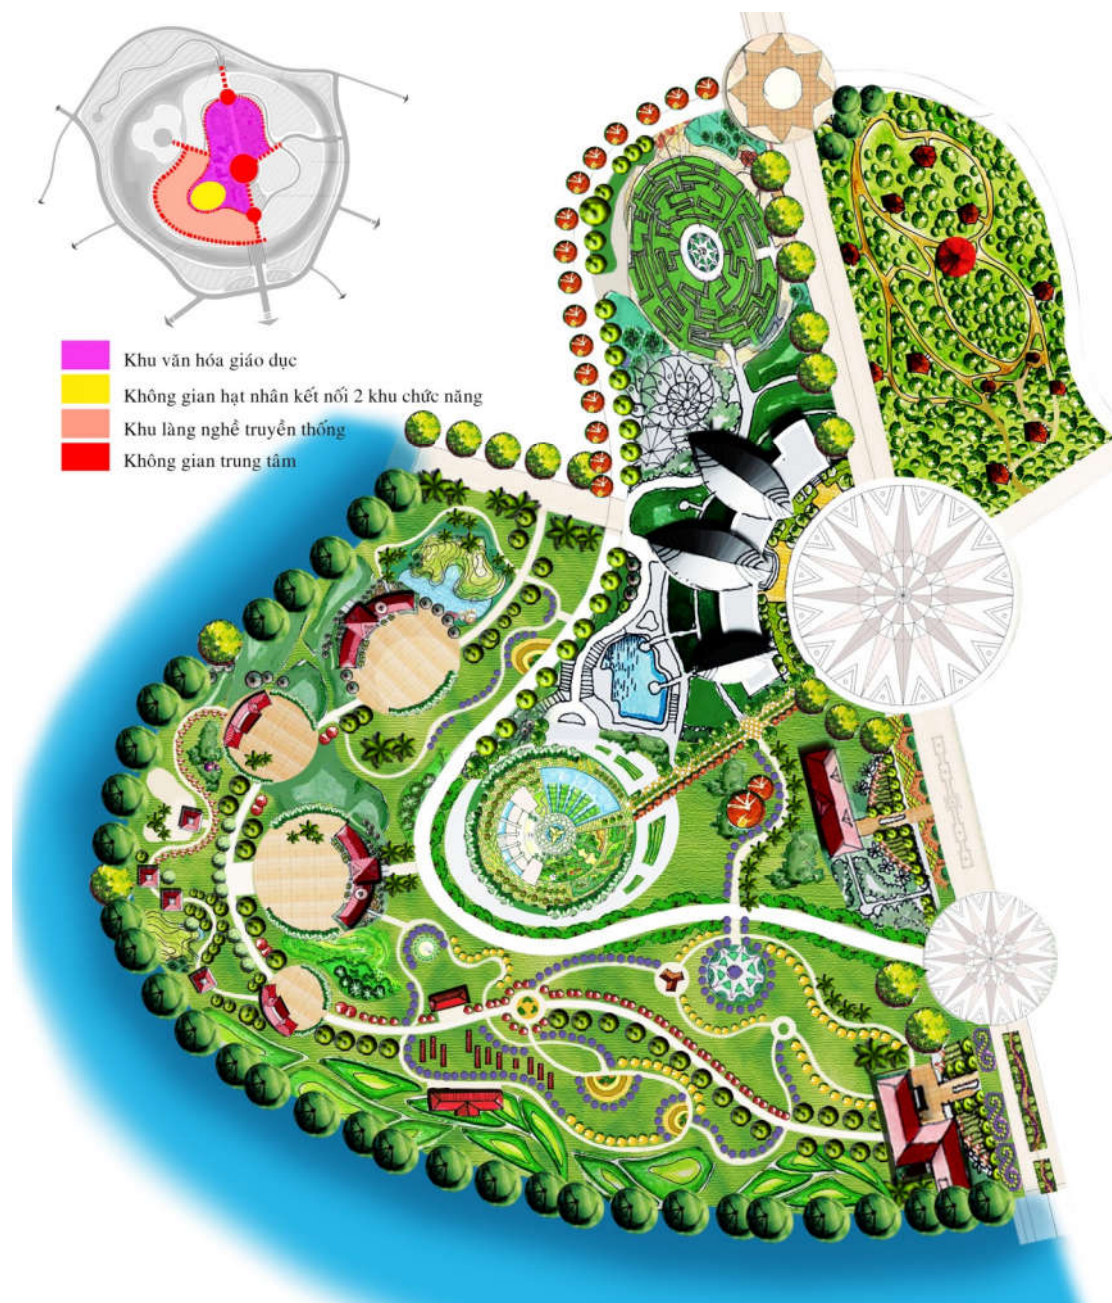 Khu văn hóa giáo dục
Không gian hạt nhân kết nối 2 khu chức năng
Khu làng nghề truyền thống
Không gian trung tâm